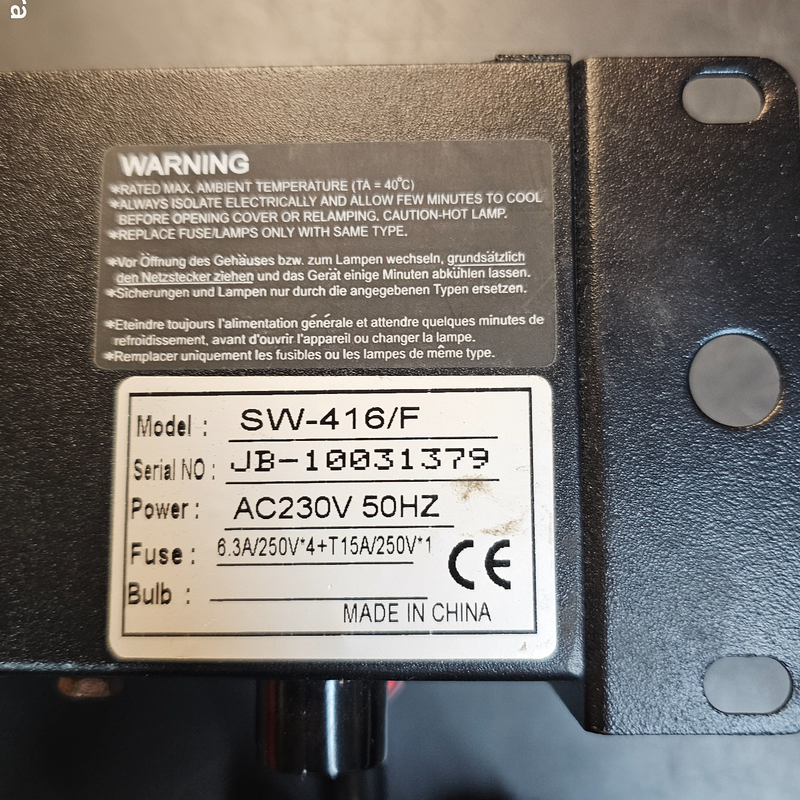 WARNING
*RATED MAX. AMBIENT TEMPERATURE (TA = 40°C)
*ALWAYS ISOLATE ELECTRICALLY AND ALLOW FEW MINUTES TO COOL
BEFORE OPENING COVER OR RELAMPING. CAUTION-HOT LAMP.
*REPLACE FUSE/LAMPS ONLY WITH SAME TYPE.
*Vor Öffnung des Gehäuses bzw. zum Lampen wechseln, grundsätzlich
den Netzstecker ziehen und das Gerät einige Minuten abkühlen lassen.
*Sicherungen und Lampen nur durch die angegebenen Typen ersetzen.
*Eteindre toujours l'alimentation générale et attendre quelques minutes de
refroidissement, avant d'ouvrir l'appareil ou changer la lampe.
*Remplacer uniquement les fusibles ou les lampes de même type.
Model : SW-416/F
Serial NO : JB-10031379
Power : AC230V 50HZ
Fuse : 6.3A/250V*4+T15A/250V*1
CE
Bulb :
MADE IN CHINA